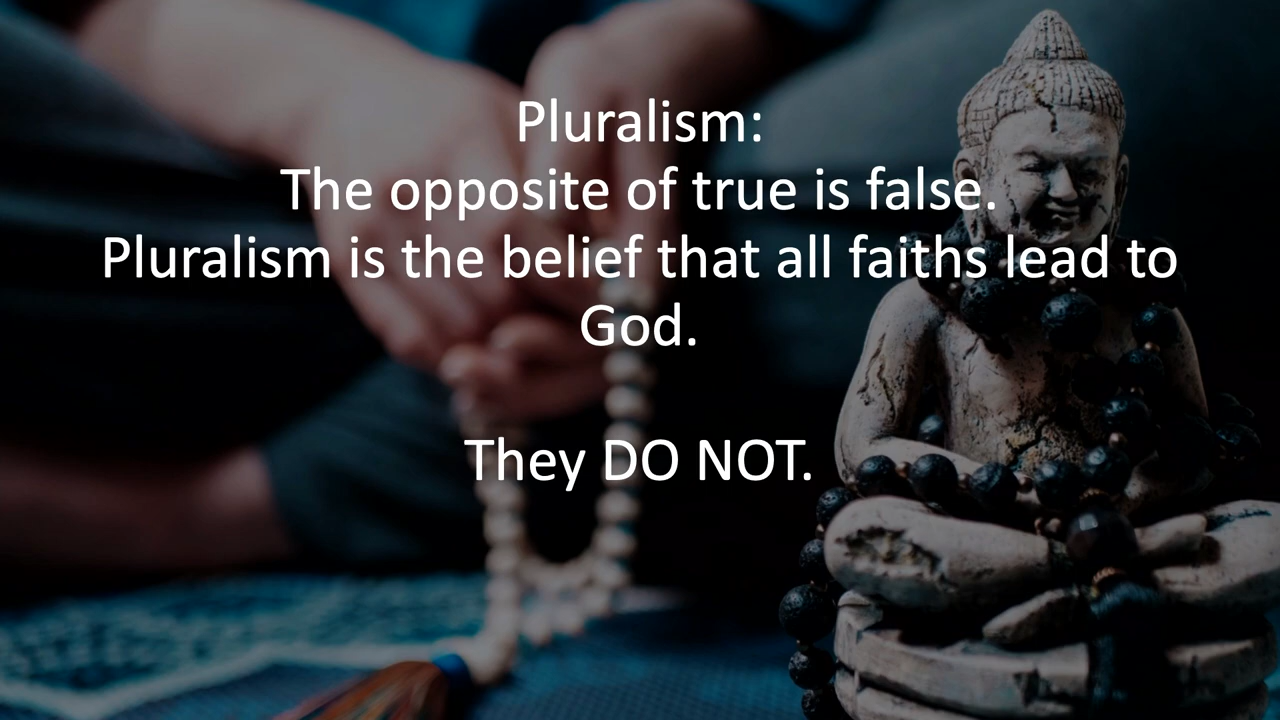 Pluralism:
The opposite of true is false.
Pluralism is the belief that all faiths lead to
God.
They DO NOT.